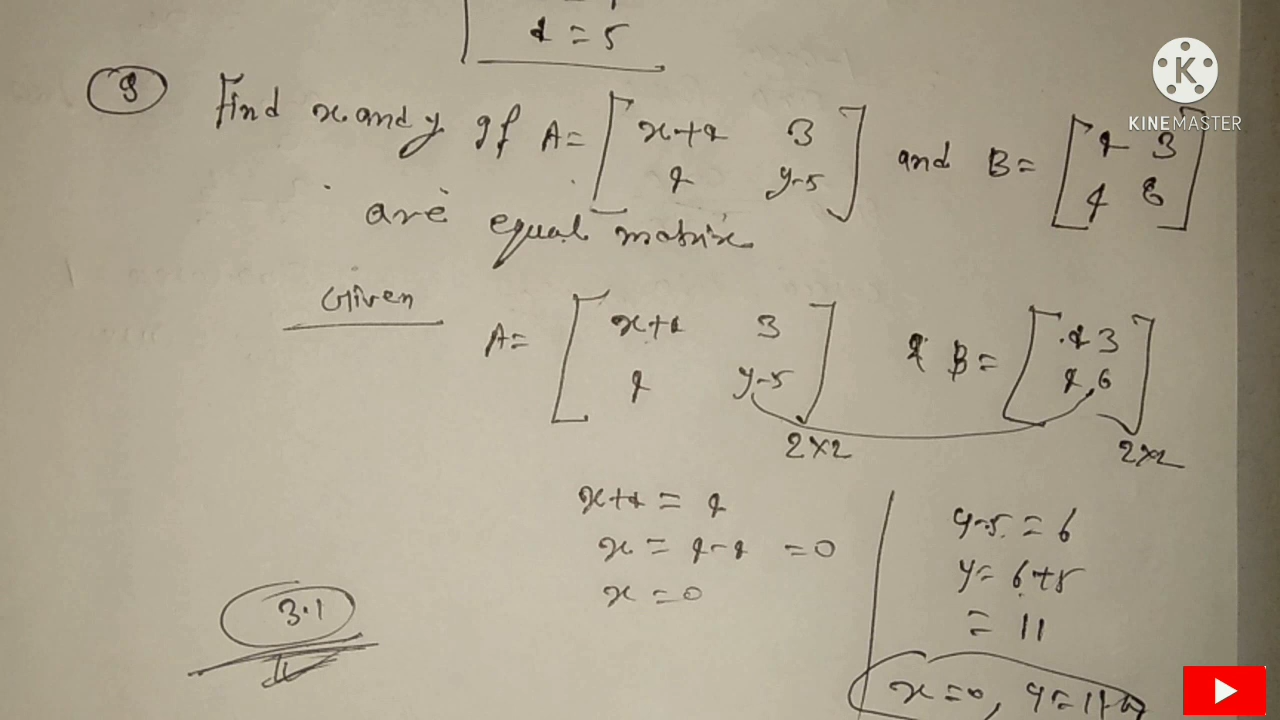 = 5
9 Find x and y If A = [ x+4 3 and B = [ 4 3
4 y-5 ] 4 6 ]
are equal matrix
Given
A = [ x+4 3 & B = [ 4 3
4 y-5 ] 2×2 4 6 ] 2×2
x+4 = 4
x = 4-4 = 0
x = 0
y-5 = 6
y = 6+5
= 11
x = 0, y = 11
3.1
KINEMASTER